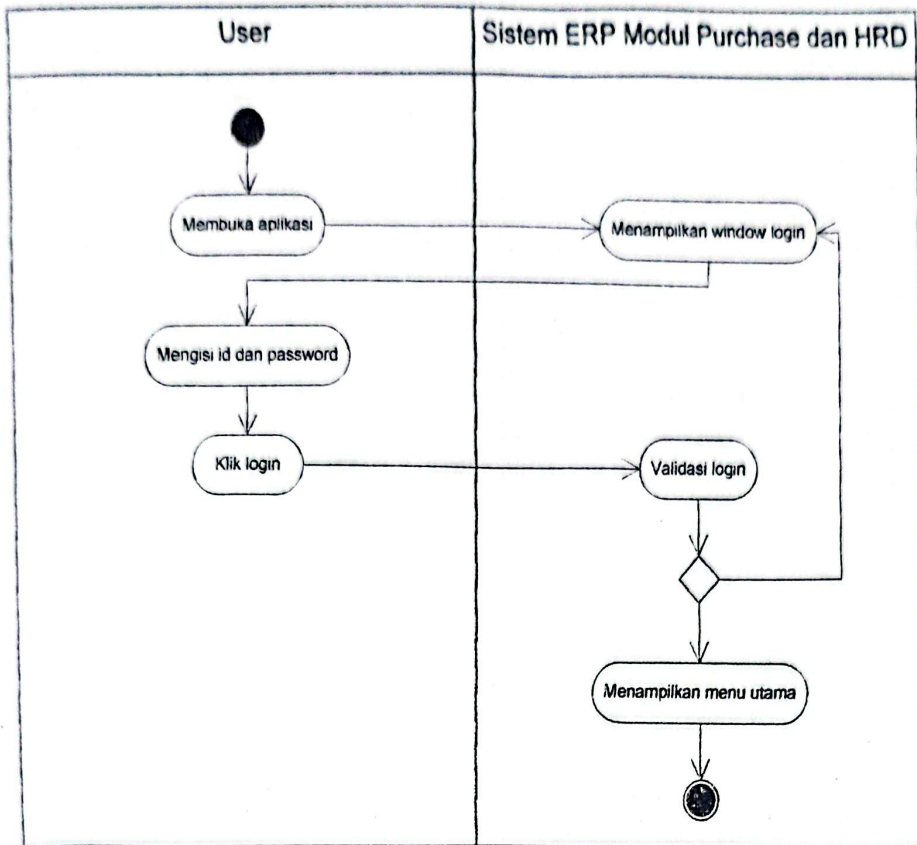 User
Sistem ERP Modul Purchase dan HRD
Membuka aplikasi
Menampilkan window login
Mengisi id dan password
Klik login
Validasi login
Menampilkan menu utama